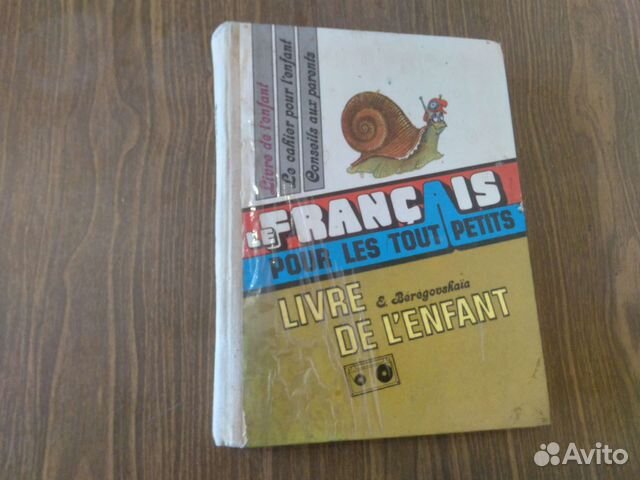 Livre de l'enfant
Le cahier pour l'enfant
Conseils aux parents
LE FRANÇAIS
POUR LES TOUT PETITS
E. Bérégovskaïa
LIVRE
DE L'ENFANT
Avito